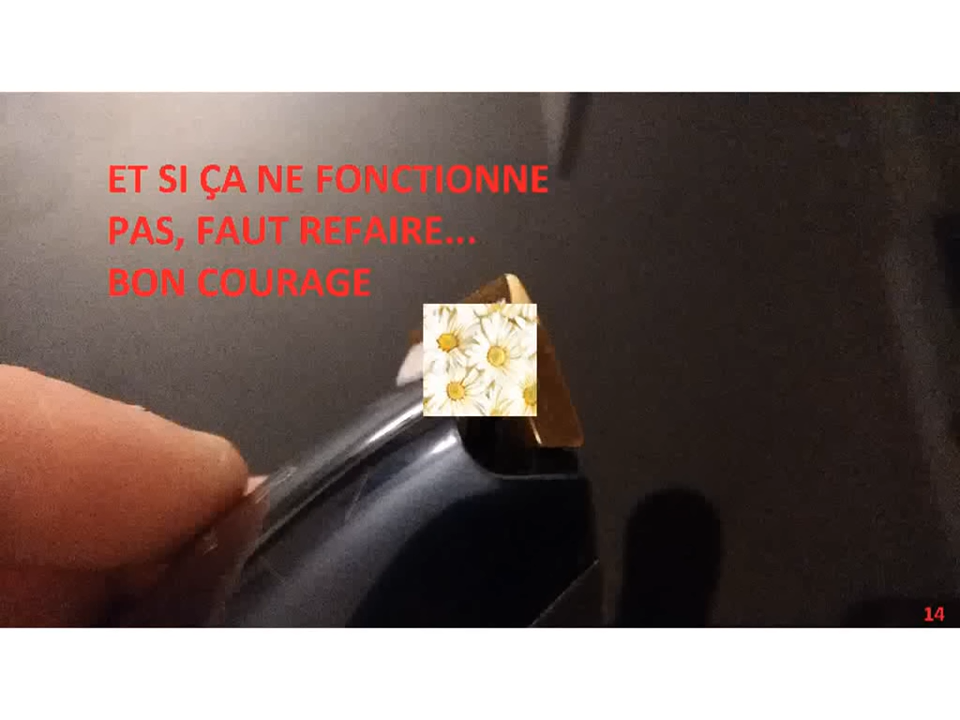 ET SI ÇA NE FONCTIONNE
PAS, FAUT REFAIRE...
BON COURAGE
14